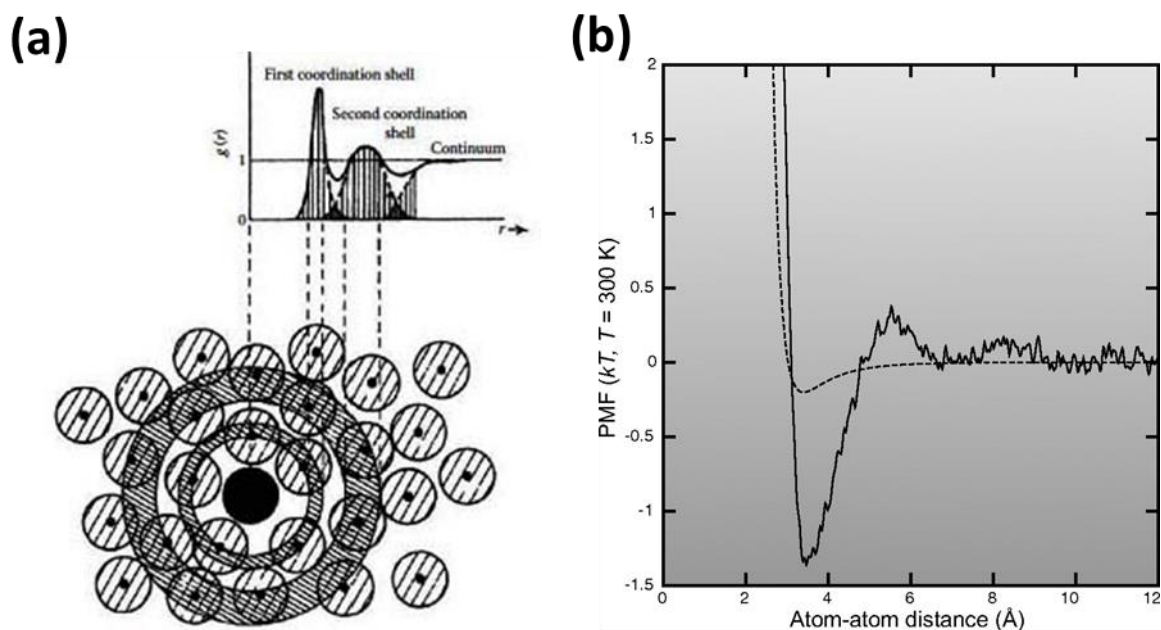 (a)
First coordination shell
Second coordination
shell
Continuum
g(r)
1
0
r→
(b)
PMF (kT, T = 300 K)
2
1.5
1
0.5
0
-0.5
-1
-1.5
0 2 4 6 8 10 12
Atom-atom distance (Å)